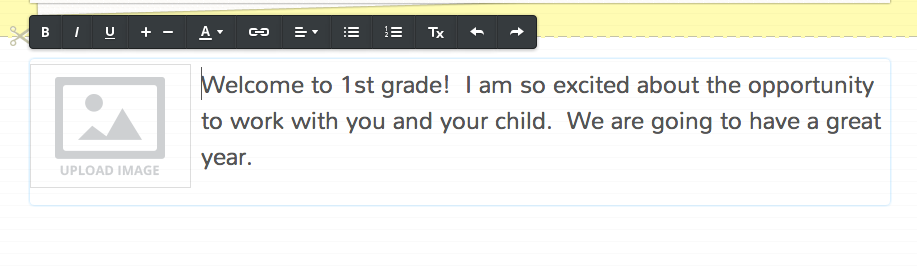 B I U + − A Tx
Welcome to 1st grade!  I am so excited about the opportunity
to work with you and your child.  We are going to have a great
year.
UPLOAD IMAGE